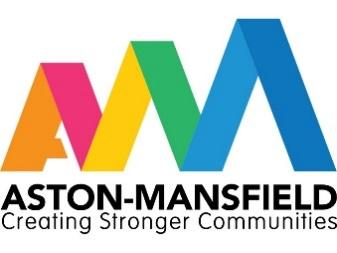 ASTON-MANSFIELD
Creating Stronger Communities